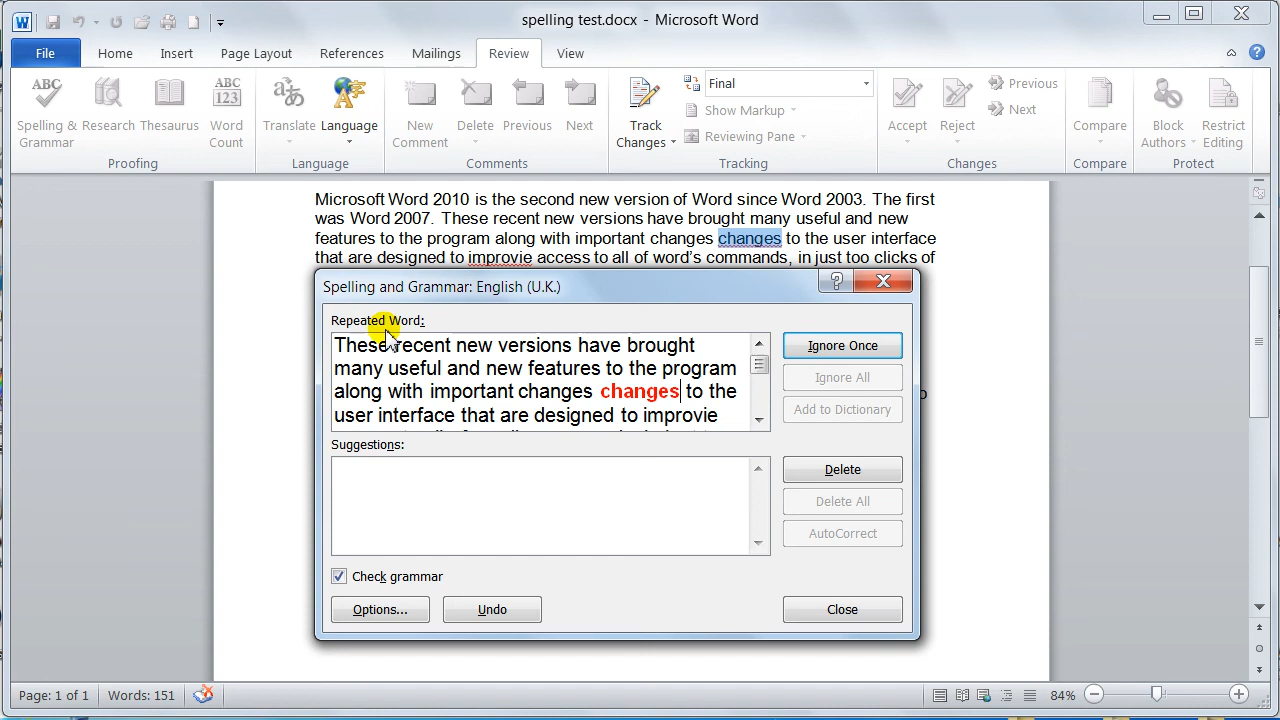 spelling test.docx - Microsoft Word
File Home Insert Page Layout References Mailings Review View
Spelling & Grammar
Research
Thesaurus
ABC 123 Word Count
Proofing
Translate
Language
Language
New Comment
Delete
Previous
Next
Comments
Track Changes
Final
Show Markup
Reviewing Pane
Tracking
Accept
Reject
Previous
Next
Changes
Compare
Compare
Block Authors
Restrict Editing
Protect
Microsoft Word 2010 is the second new version of Word since Word 2003. The first
was Word 2007. These recent new versions have brought many useful and new
features to the program along with important changes changes to the user interface
that are designed to improvie access to all of word's commands, in just too clicks of
Spelling and Grammar: English (U.K.)
Repeated Word:
These recent new versions have brought
many useful and new features to the program
along with important changes changes to the
user interface that are designed to improvie
Ignore Once
Ignore All
Add to Dictionary
Suggestions:
Delete
Delete All
AutoCorrect
Check grammar
Options...
Undo
Close
Page: 1 of 1
Words: 151
84%